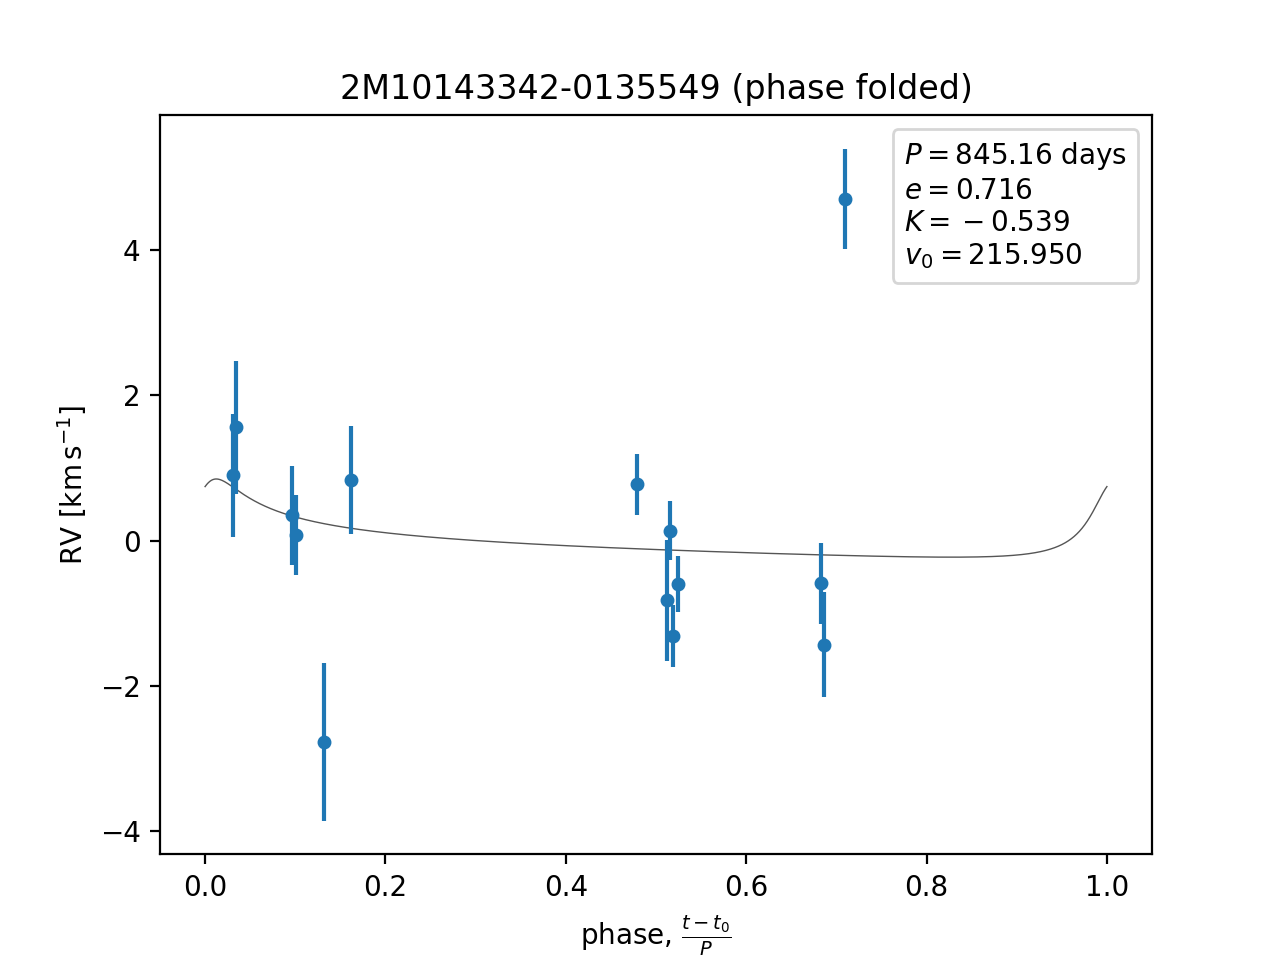 2M10143342-0135549 (phase folded)
P = 845.16 days
e = 0.716
K = −0.539
v₀ = 215.950
4
2
0
−2
−4
RV [km s⁻¹]
0.0 0.2 0.4 0.6 0.8 1.0
phase, (t − t₀)/P